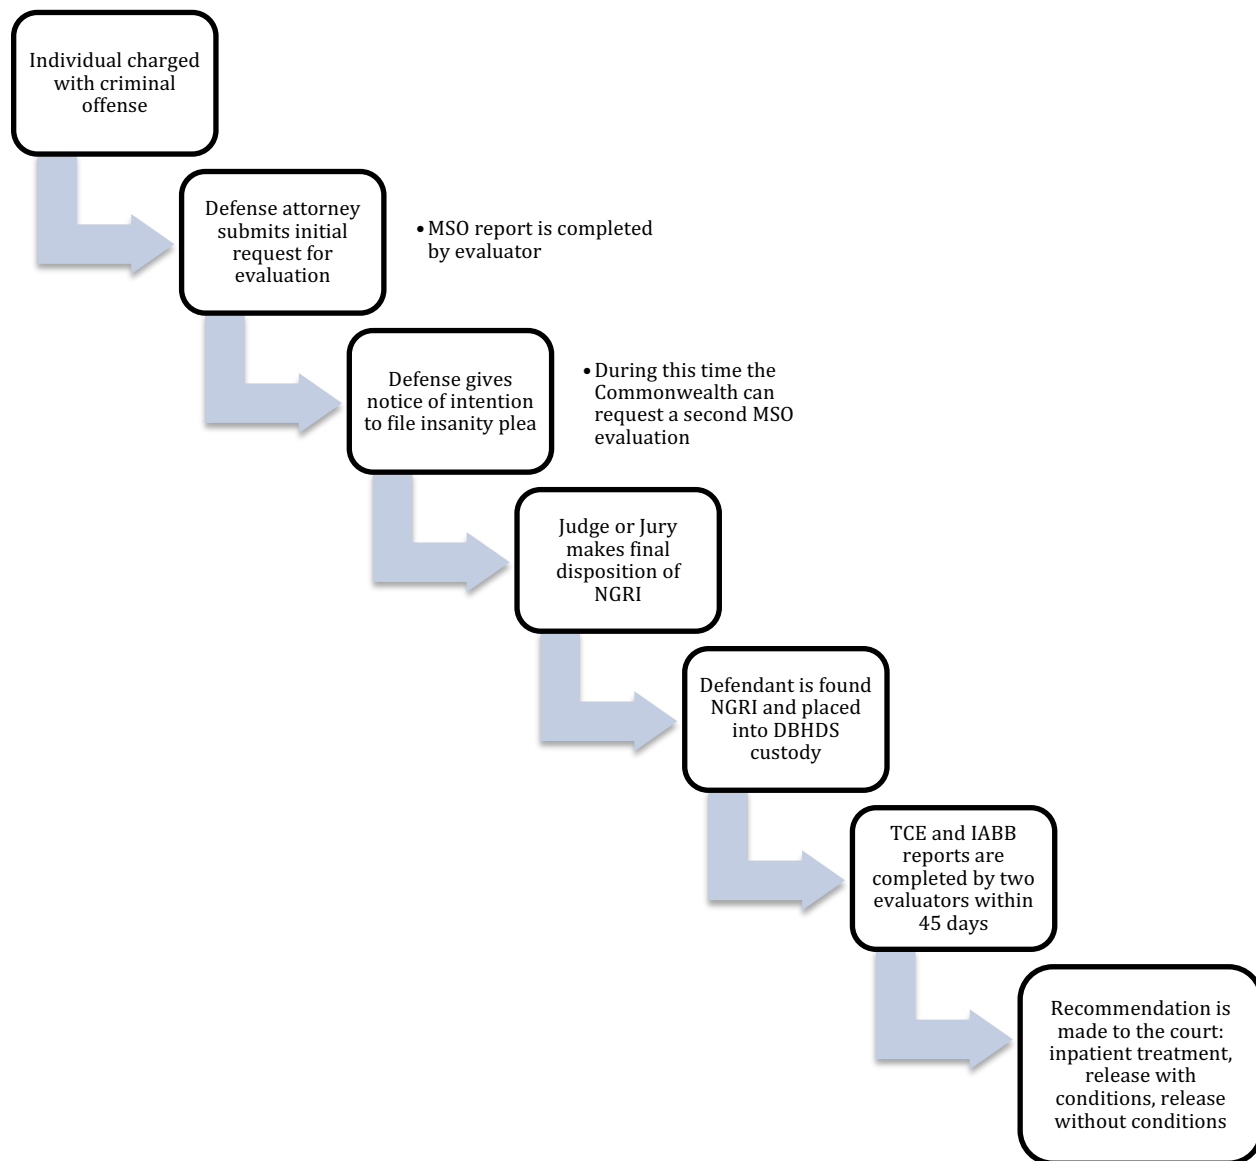 Individual charged
with criminal
offense
Defense attorney
submits initial
request for
evaluation
• MSO report is completed
by evaluator
Defense gives
notice of intention
to file insanity plea
• During this time the
Commonwealth can
request a second MSO
evaluation
Judge or Jury
makes final
disposition of
NGRI
Defendant is found
NGRI and placed
into DBHDS
custody
TCE and IABB
reports are
completed by two
evaluators within
45 days
Recommendation is
made to the court:
inpatient treatment,
release with
conditions, release
without conditions